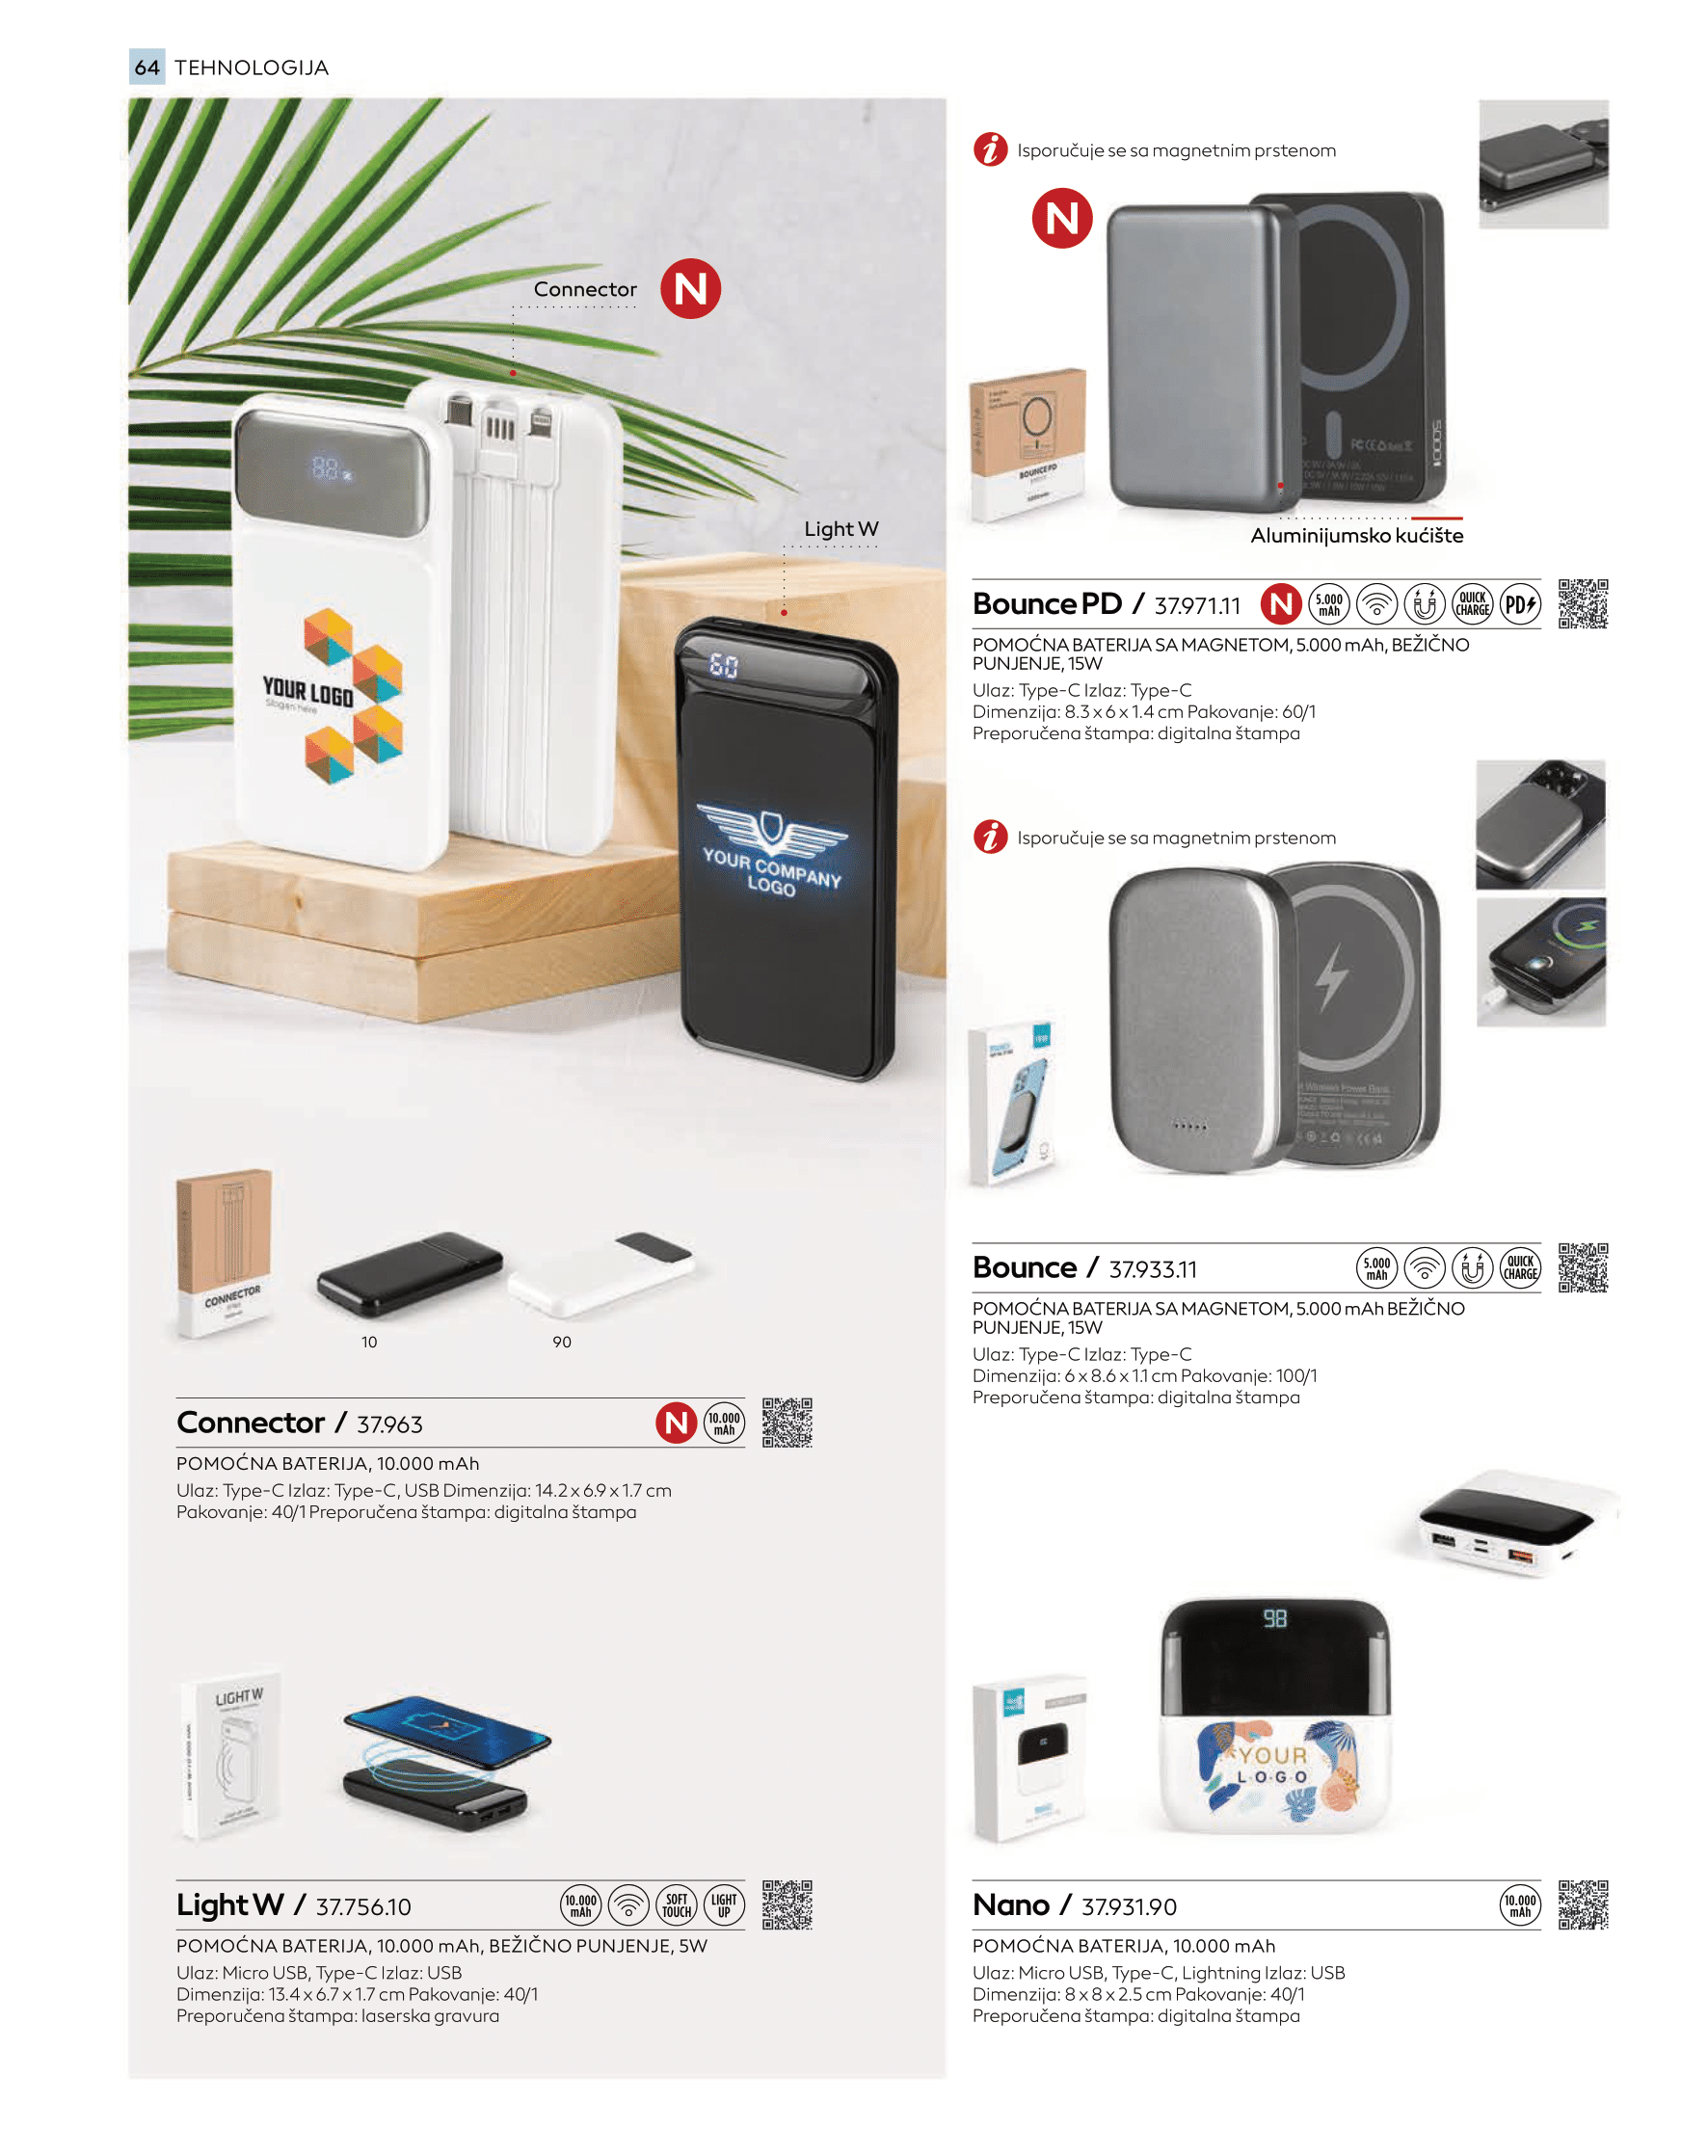 64 TEHNOLOGIJA
Connector N
88
YOUR LOGO
Slogan here
Light W
60
YOUR COMPANY
LOGO
CONNECTOR
10
90
Connector / 37.963 N 10.000 mAh
POMOĆNA BATERIJA, 10.000 mAh
Ulaz: Type-C Izlaz: Type-C, USB Dimenzija: 14.2 x 6.9 x 1.7 cm
Pakovanje: 40/1 Preporučena štampa: digitalna štampa
LIGHT W
Light W / 37.756.10 10.000 mAh SOFT TOUCH LIGHT UP
POMOĆNA BATERIJA, 10.000 mAh, BEŽIČNO PUNJENJE, 5W
Ulaz: Micro USB, Type-C Izlaz: USB
Dimenzija: 13.4 x 6.7 x 1.7 cm Pakovanje: 40/1
Preporučena štampa: laserska gravura
i Isporučuje se sa magnetnim prstenom
N
BOUNCE PD
Aluminijumsko kućište
Bounce PD / 37.971.11 N 5.000 mAh QUICK CHARGE PD
POMOĆNA BATERIJA SA MAGNETOM, 5.000 mAh, BEŽIČNO
PUNJENJE, 15W
Ulaz: Type-C Izlaz: Type-C
Dimenzija: 8.3 x 6 x 1.4 cm Pakovanje: 60/1
Preporučena štampa: digitalna štampa
i Isporučuje se sa magnetnim prstenom
Wireless Power Bank
Bounce / 37.933.11 5.000 mAh QUICK CHARGE
POMOĆNA BATERIJA SA MAGNETOM, 5.000 mAh BEŽIČNO
PUNJENJE, 15W
Ulaz: Type-C Izlaz: Type-C
Dimenzija: 6 x 8.6 x 1.1 cm Pakovanje: 100/1
Preporučena štampa: digitalna štampa
98
YOUR
L·O·G·O
Nano / 37.931.90 10.000 mAh
POMOĆNA BATERIJA, 10.000 mAh
Ulaz: Micro USB, Type-C, Lightning Izlaz: USB
Dimenzija: 8 x 8 x 2.5 cm Pakovanje: 40/1
Preporučena štampa: digitalna štampa